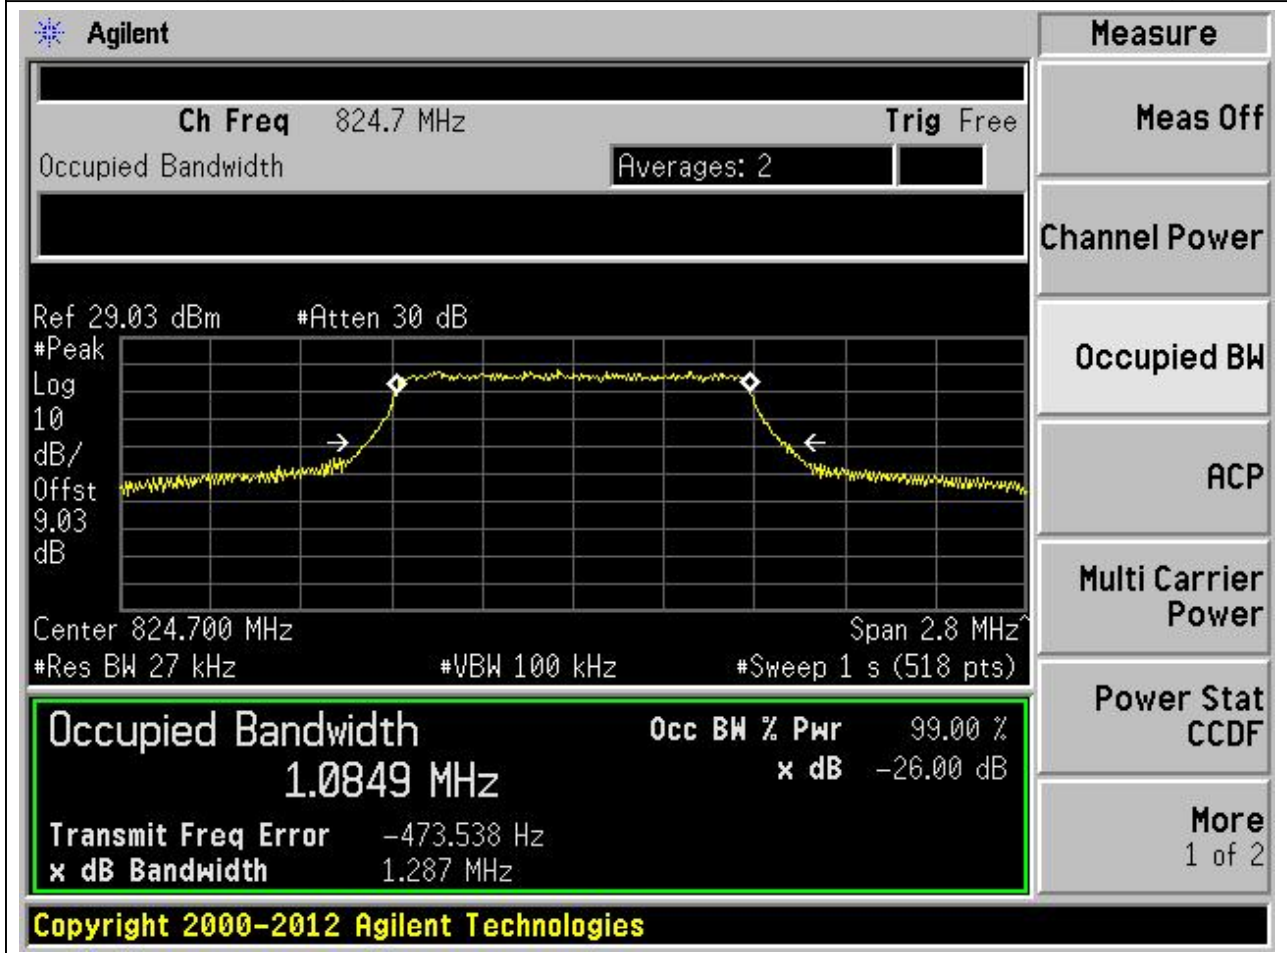 Agilent
Measure
Ch Freq 824.7 MHz Trig Free
Occupied Bandwidth Averages: 2
Meas Off
Channel Power
Occupied BW
ACP
Multi Carrier
Power
Power Stat
CCDF
More
1 of 2
Ref 29.03 dBm #Atten 30 dB
#Peak
Log
10
dB/
Offst
9.03
dB
Center 824.700 MHz Span 2.8 MHz^
#Res BW 27 kHz #VBW 100 kHz #Sweep 1 s (518 pts)
Occupied Bandwidth Occ BW % Pwr 99.00 %
1.0849 MHz x dB -26.00 dB
Transmit Freq Error -473.538 Hz
x dB Bandwidth 1.287 MHz
Copyright 2000-2012 Agilent Technologies